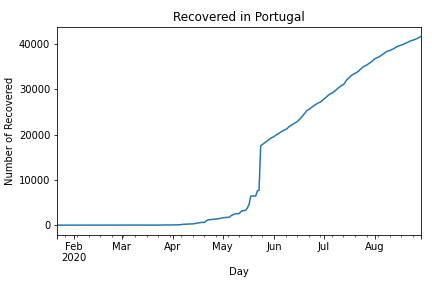 Recovered in Portugal
Number of Recovered
40000
30000
20000
10000
0
Feb Mar Apr May Jun Jul Aug
2020
Day